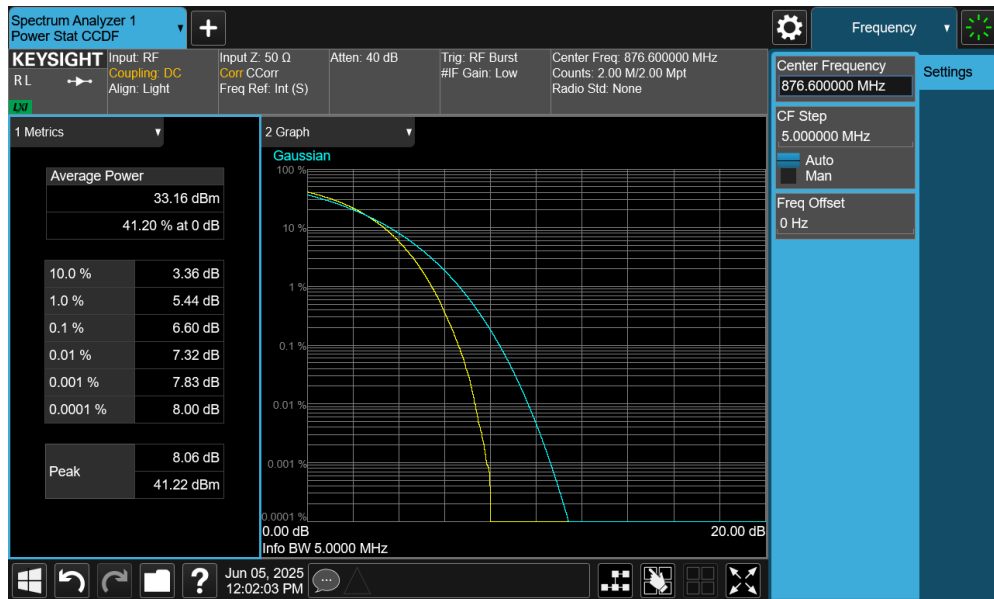 Spectrum Analyzer 1
Power Stat CCDF
+
Frequency
KEYSIGHT
R L
LXI
Input: RF
Coupling: DC
Align: Light
Input Z: 50 Ω
Corr CCorr
Freq Ref: Int (S)
Atten: 40 dB
Trig: RF Burst
#IF Gain: Low
Center Freq: 876.600000 MHz
Counts: 2.00 M/2.00 Mpt
Radio Std: None
Center Frequency
876.600000 MHz
Settings
CF Step
5.000000 MHz
Auto
Man
Freq Offset
0 Hz
1 Metrics
Average Power
33.16 dBm
41.20 % at 0 dB
10.0 % 3.36 dB
1.0 % 5.44 dB
0.1 % 6.60 dB
0.01 % 7.32 dB
0.001 % 7.83 dB
0.0001 % 8.00 dB
Peak
8.06 dB
41.22 dBm
2 Graph
Gaussian
100 %
10 %
1 %
0.1 %
0.01 %
0.001 %
0.0001 %
0.00 dB
20.00 dB
Info BW 5.0000 MHz
?
Jun 05, 2025
12:02:03 PM